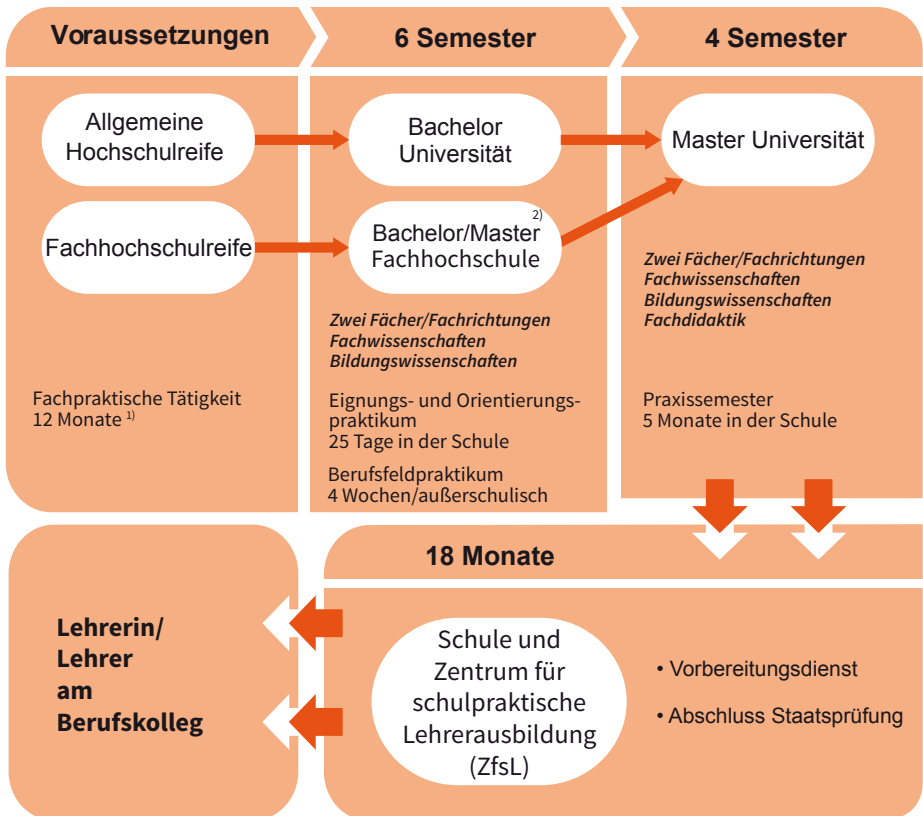 Voraussetzungen
6 Semester
4 Semester
Allgemeine
Hochschulreife
Bachelor
Universität
Master Universität
Fachhochschulreife
Bachelor/Master 2)
Fachhochschule
Zwei Fächer/Fachrichtungen
Fachwissenschaften
Bildungswissenschaften
Fachdidaktik
Zwei Fächer/Fachrichtungen
Fachwissenschaften
Bildungswissenschaften
Fachpraktische Tätigkeit
12 Monate 1)
Eignungs- und Orientierungs-
praktikum
25 Tage in der Schule
Berufsfeldpraktikum
4 Wochen/außerschulisch
Praxissemester
5 Monate in der Schule
18 Monate
Lehrerin/
Lehrer
am
Berufskolleg
Schule und
Zentrum für
schulpraktische
Lehrerausbildung
(ZfsL)
• Vorbereitungsdienst
• Abschluss Staatsprüfung